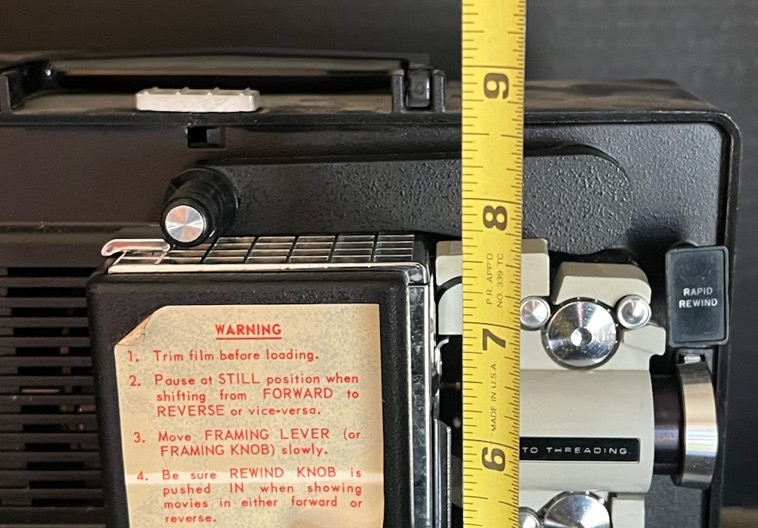 9
8
P.R. APP'D
NO. 339 TC
7
MADE IN U.S.A.
6
RAPID
REWIND
TO THREADING.
WARNING
1. Trim film before loading.
2. Pause at STILL position when
shifting from FORWARD to
REVERSE or vice-versa.
3. Move FRAMING LEVER (or
FRAMING KNOB) slowly.
4. Be sure REWIND KNOB is
pushed IN when showing
movies in either forward or
reverse.